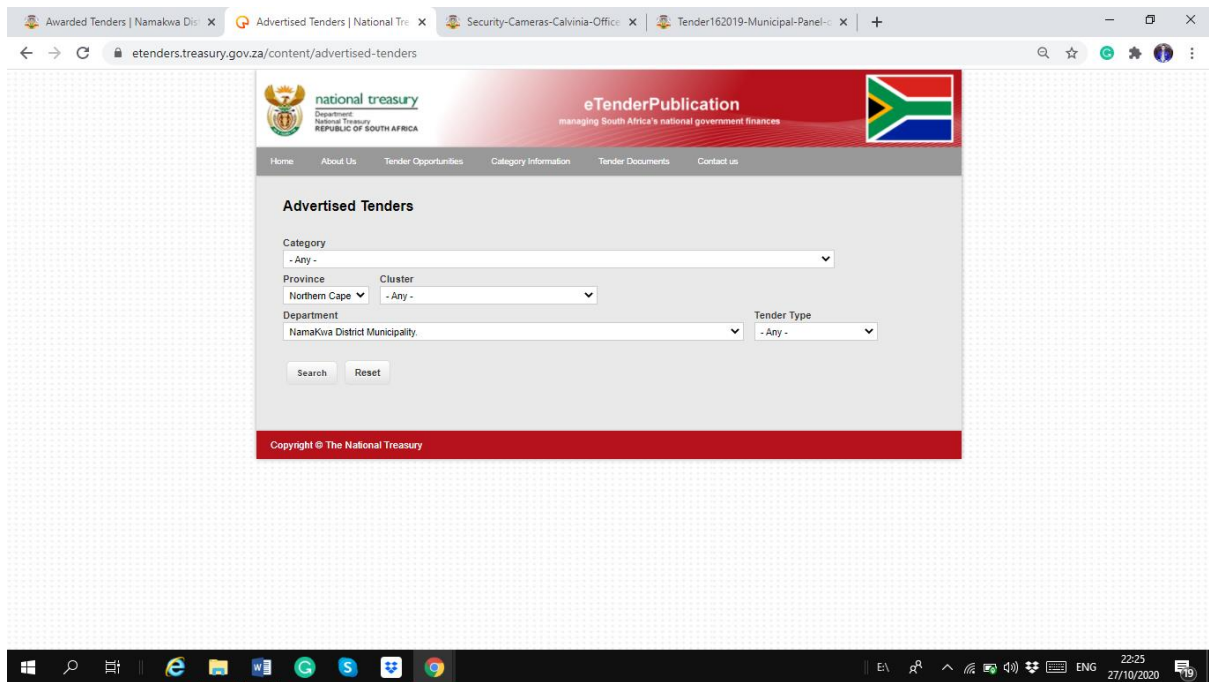 Awarded Tenders | Namakwa Dis
Advertised Tenders | National Tre
Security-Cameras-Calvinia-Office
Tender162019-Municipal-Panel-
etenders.treasury.gov.za/content/advertised-tenders
national treasury
Department:
National Treasury
REPUBLIC OF SOUTH AFRICA
eTenderPublication
managing South Africa's national government finances
Home About Us Tender Opportunities Category Information Tender Documents Contact us
Advertised Tenders
Category
- Any -
Province Cluster
Northern Cape - Any -
Department Tender Type
NamaKwa District Municipality. - Any -
Search Reset
Copyright © The National Treasury
E:\ ENG
22:25
27/10/2020
19